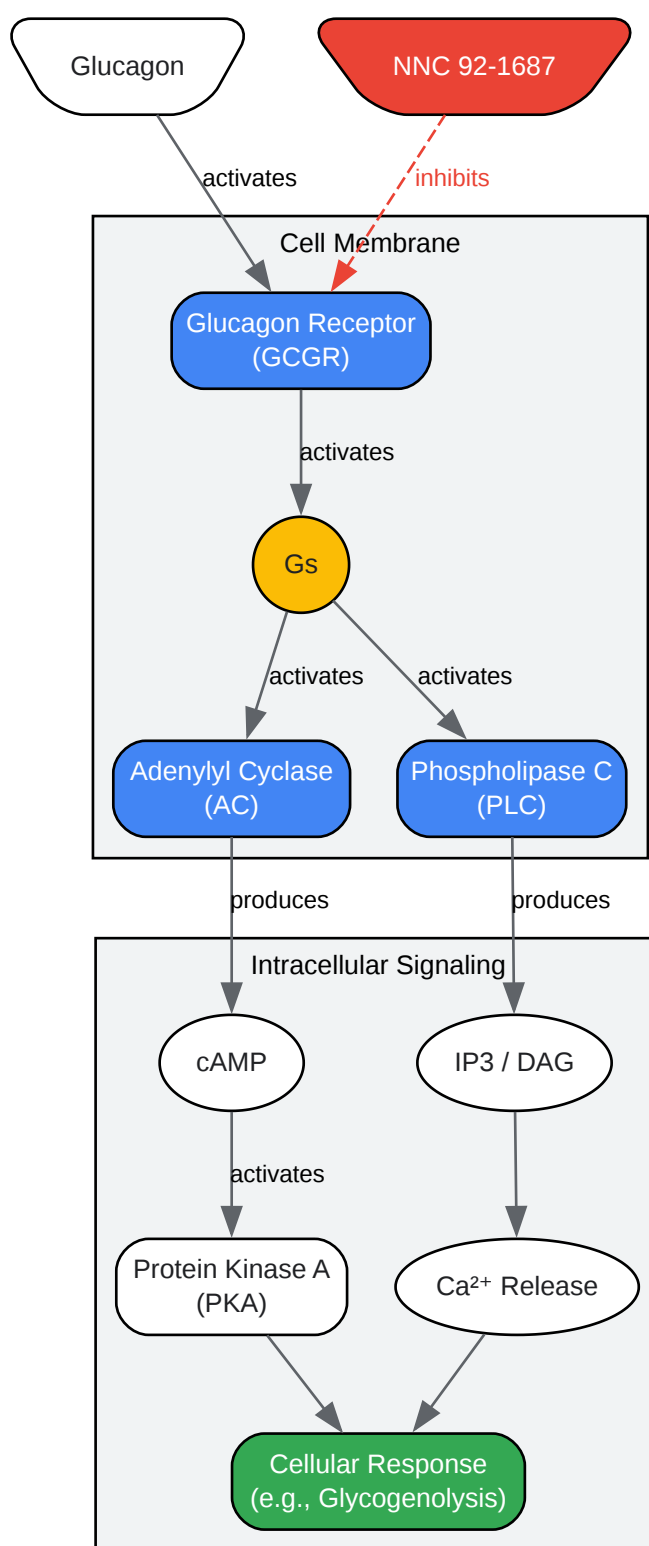 Glucagon
NNC 92-1687
activates
inhibits
Cell Membrane
Glucagon Receptor
(GCGR)
activates
Gs
activates
activates
Adenylyl Cyclase
(AC)
Phospholipase C
(PLC)
produces
produces
Intracellular Signaling
cAMP
IP3 / DAG
activates
Protein Kinase A
(PKA)
Ca²⁺ Release
Cellular Response
(e.g., Glycogenolysis)